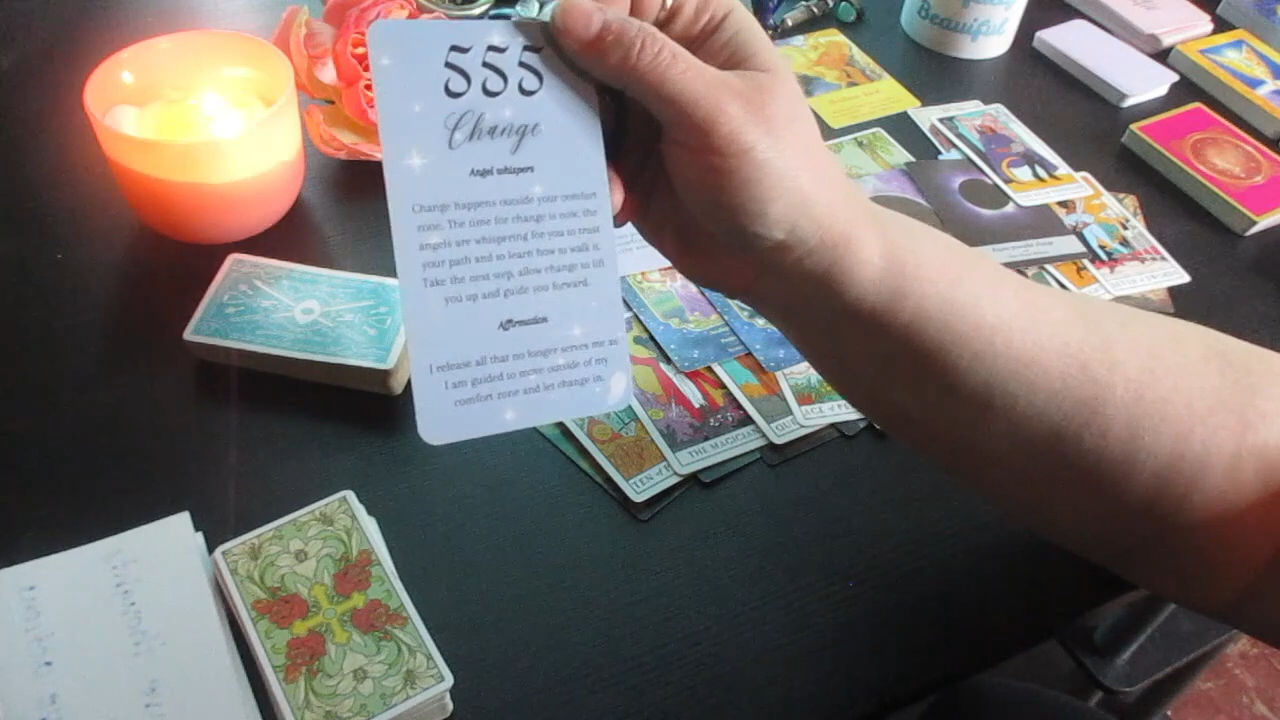 555
Change
Angel whispers
Change happens outside your comfort
zone. The time for change is now, the
angels are whispering for you to trust
your path and to learn how to walk it.
Take the next step, allow change to lift
you up and guide you forward.
Affirmation
I release all that no longer serves me as
I am guided to move outside of my
comfort zone and let change in.
Beautiful
TEN of
THE MAGICIAN
ACE of